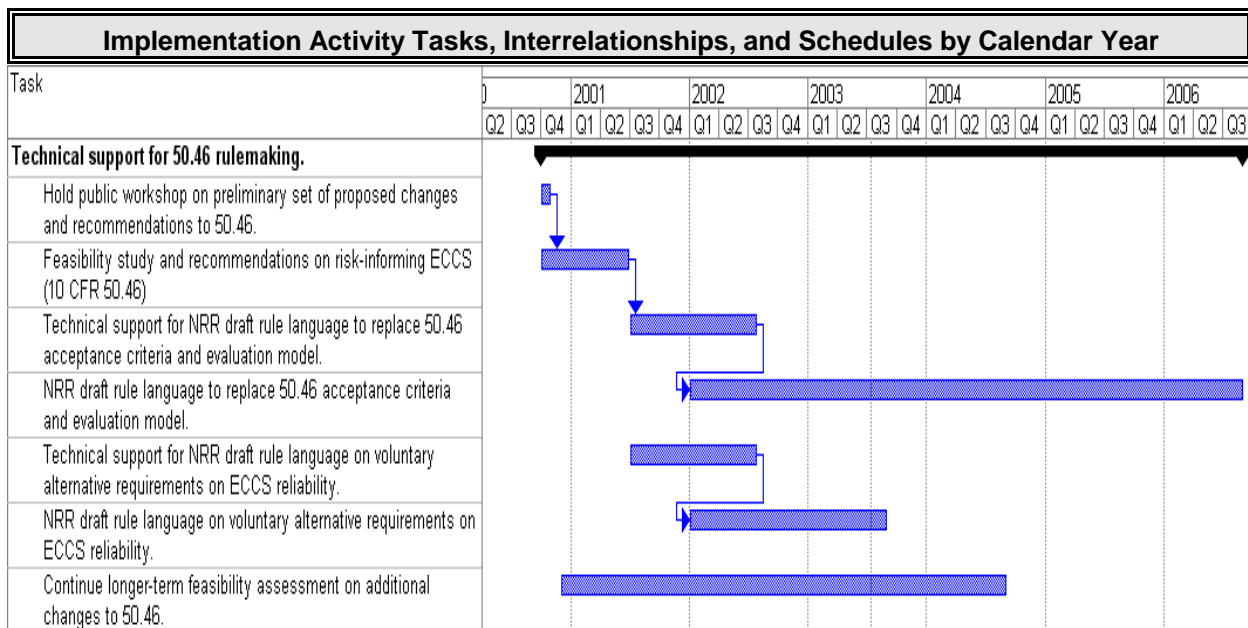 Implementation Activity Tasks, Interrelationships, and Schedules by Calendar Year
Task
0 2001 2002 2003 2004 2005 2006
Q2 Q3 Q4 Q1 Q2 Q3 Q4 Q1 Q2 Q3 Q4 Q1 Q2 Q3 Q4 Q1 Q2 Q3 Q4 Q1 Q2 Q3 Q4 Q1 Q2 Q3
Technical support for 50.46 rulemaking.
Hold public workshop on preliminary set of proposed changes
and recommendations to 50.46.
Feasibility study and recommendations on risk-informing ECCS
(10 CFR 50.46)
Technical support for NRR draft rule language to replace 50.46
acceptance criteria and evaluation model.
NRR draft rule language to replace 50.46 acceptance criteria
and evaluation model.
Technical support for NRR draft rule language on voluntary
alternative requirements on ECCS reliability.
NRR draft rule language on voluntary alternative requirements on
ECCS reliability.
Continue longer-term feasibility assessment on additional
changes to 50.46.